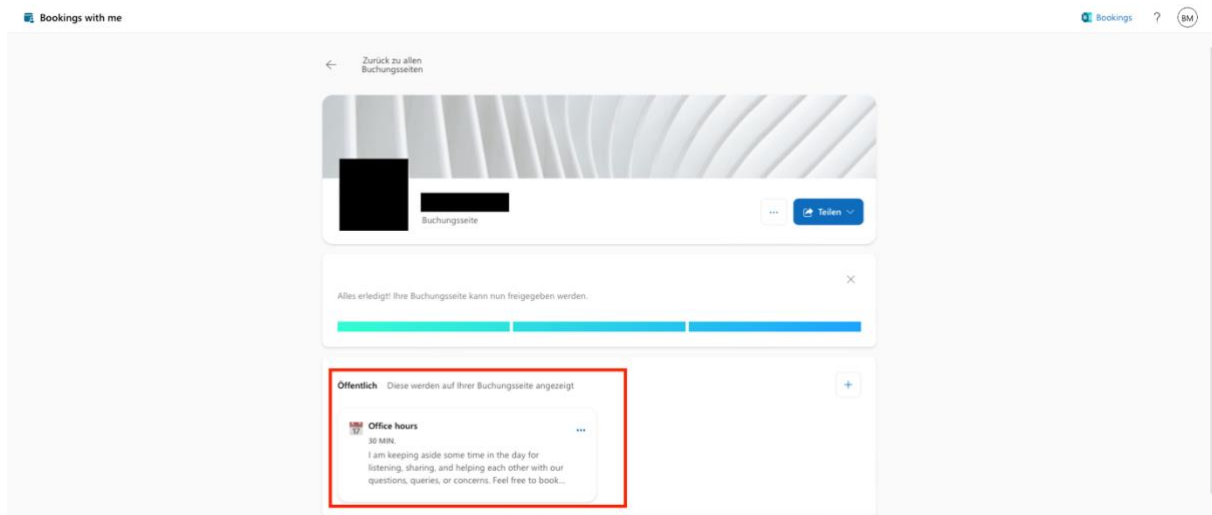 Bookings with me
Bookings ? BM
Zurück zu allen
Buchungsseiten
Buchungsseite
... Teilen
Alles erledigt! Ihre Buchungsseite kann nun freigegeben werden.
Öffentlich Diese werden auf Ihrer Buchungsseite angezeigt
+
17 Office hours ...
30 MIN.
I am keeping aside some time in the day for
listening, sharing, and helping each other with our
questions, queries, or concerns. Feel free to book...